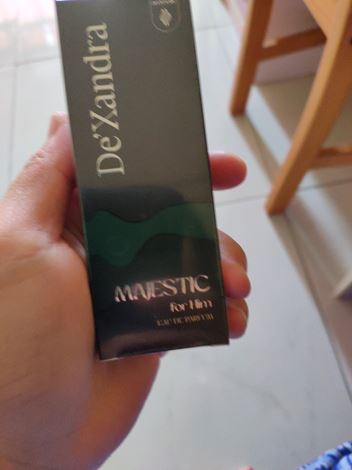 De'Xandra
MAJESTIC
for Him
EAU DE PARFUM